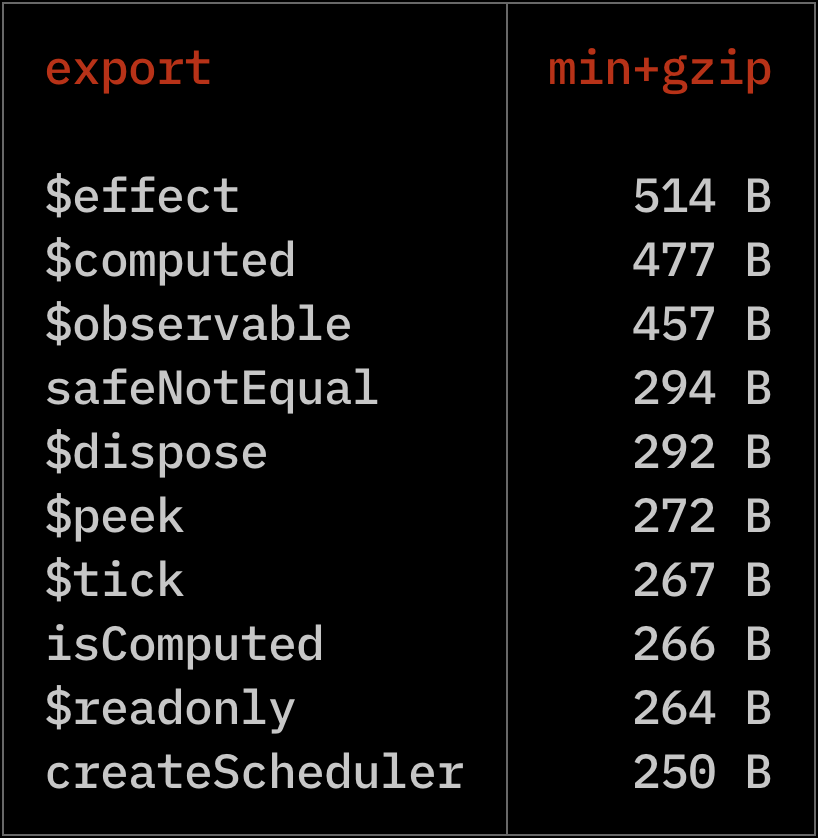 export min+gzip
$effect 514 B
$computed 477 B
$observable 457 B
safeNotEqual 294 B
$dispose 292 B
$peek 272 B
$tick 267 B
isComputed 266 B
$readonly 264 B
createScheduler 250 B